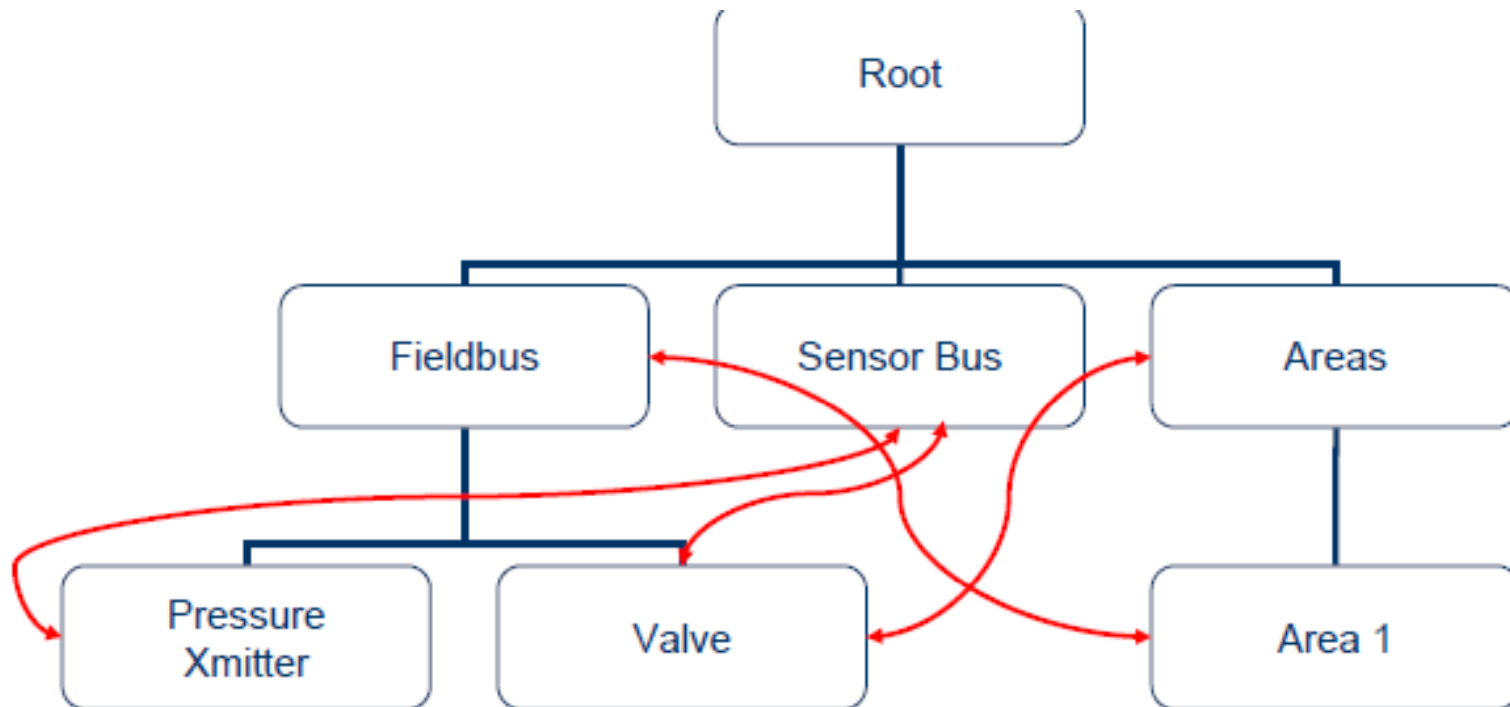 Root
Fieldbus
Sensor Bus
Areas
Pressure
Xmitter
Valve
Area 1